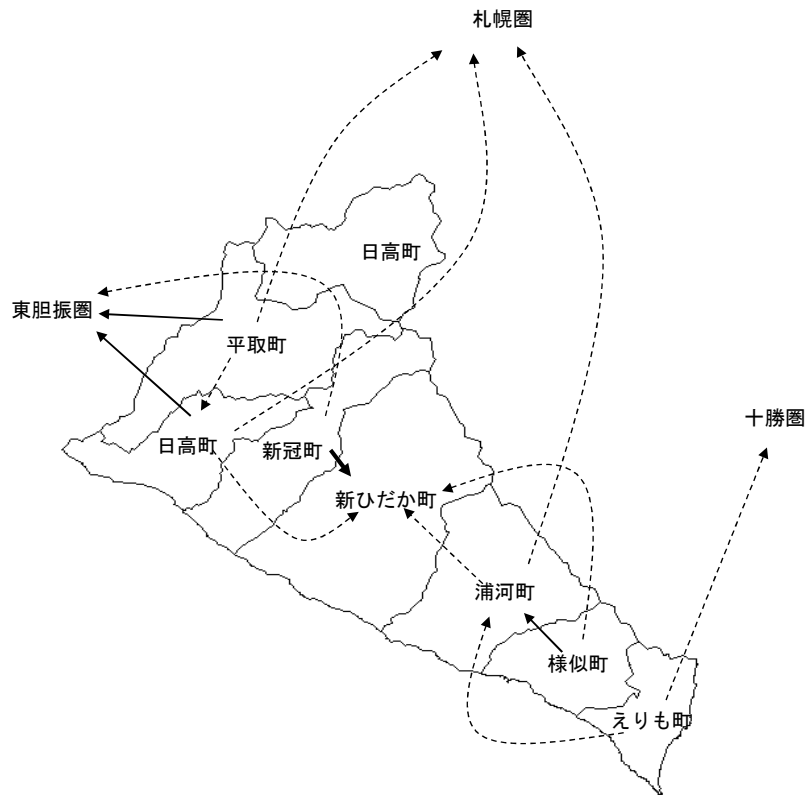 札幌圏
日高町
東胆振圏
平取町
十勝圏
日高町
新冠町
新ひだか町
浦河町
様似町
えりも町